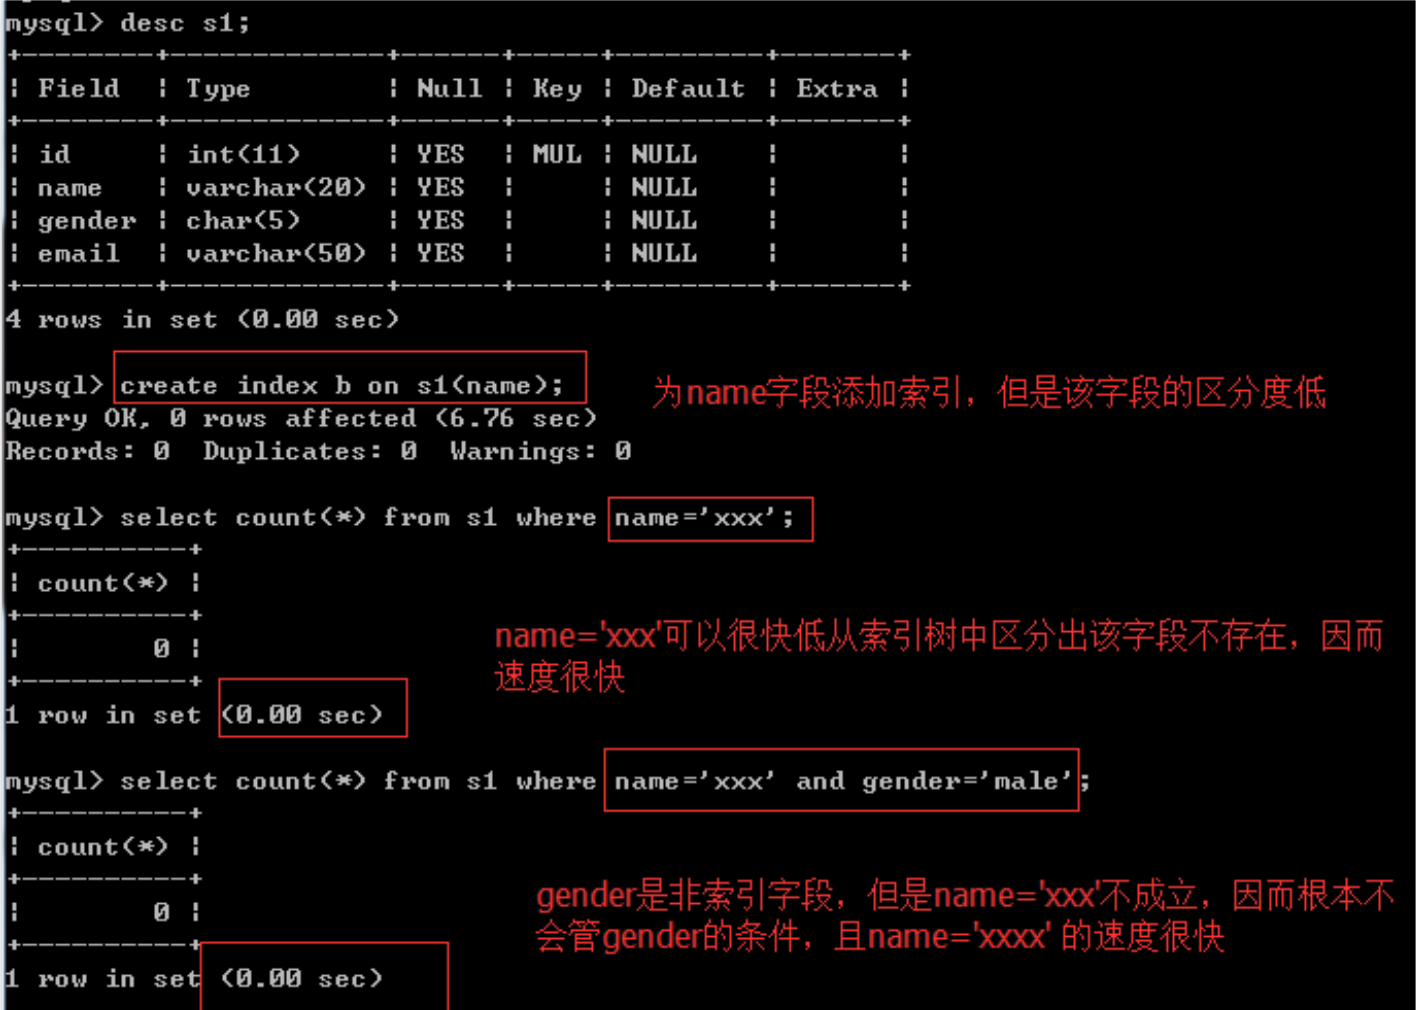 mysql> desc s1;
+--------+-------------+------+-----+---------+-------+
| Field | Type | Null | Key | Default | Extra |
+--------+-------------+------+-----+---------+-------+
| id | int(11) | YES | MUL | NULL | |
| name | varchar(20) | YES | | NULL | |
| gender | char(5) | YES | | NULL | |
| email | varchar(50) | YES | | NULL | |
+--------+-------------+------+-----+---------+-------+
4 rows in set (0.00 sec)
mysql> create index b on s1(name);
为name字段添加索引，但是该字段的区分度低
Query OK, 0 rows affected (6.76 sec)
Records: 0 Duplicates: 0 Warnings: 0
mysql> select count(*) from s1 where name='xxx';
+----------+
| count(*) |
+----------+
| 0 |
+----------+
name='xxx'可以很快低从索引树中区分出该字段不存在，因而
速度很快
1 row in set (0.00 sec)
mysql> select count(*) from s1 where name='xxx' and gender='male';
+----------+
| count(*) |
+----------+
| 0 |
+----------+
gender是非索引字段，但是name='xxx'不成立，因而根本不
会管gender的条件，且name='xxxx' 的速度很快
1 row in set (0.00 sec)